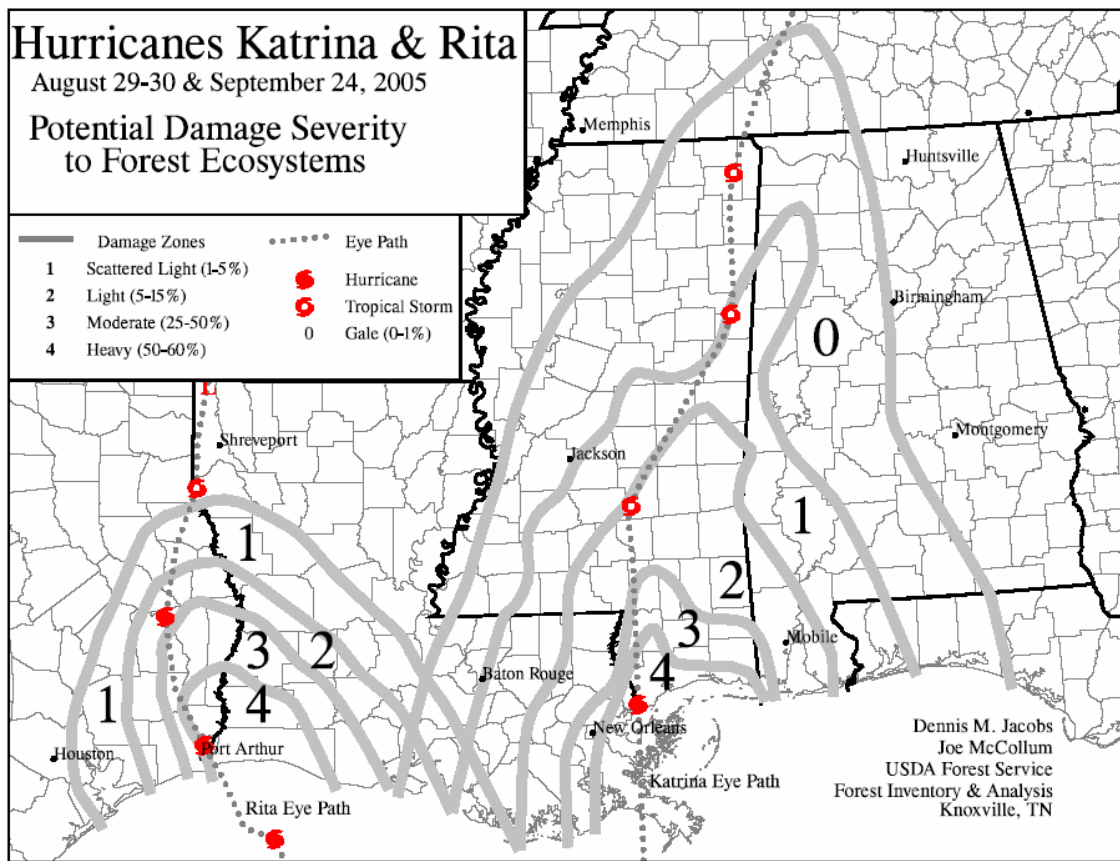 Hurricanes Katrina & Rita
August 29-30 & September 24, 2005
Potential Damage Severity
to Forest Ecosystems
Damage Zones
1 Scattered Light (1-5%)
2 Light (5-15%)
3 Moderate (25-50%)
4 Heavy (50-60%)
Eye Path
Hurricane
Tropical Storm
0 Gale (0-1%)
Memphis
Huntsville
Birmingham
0
L
Shreveport
Jackson
Montgomery
1
1
2
3
2
3
Mobile
1
4
Baton Rouge
4
New Orleans
Houston
Port Arthur
Rita Eye Path
Katrina Eye Path
Dennis M. Jacobs
Joe McCollum
USDA Forest Service
Forest Inventory & Analysis
Knoxville, TN